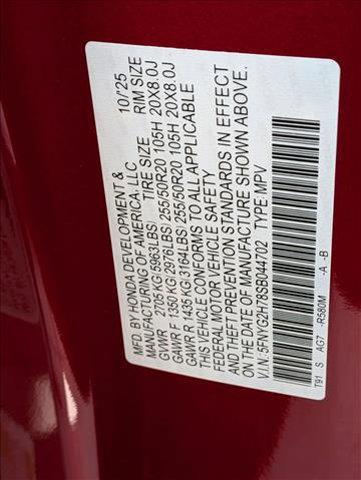 MFD. BY HONDA DEVELOPMENT & 10/'25
MANUFACTURING OF AMERICA, LLC
GVWR 2705 KG(5963LBS) TIRE SIZE RIM SIZE
GAWR F 1350 KG(2976LBS) 255/50R20 105H 20X8.0J
GAWR R 1435 KG(3164LBS) 255/50R20 105H 20X8.0J
THIS VEHICLE CONFORMS TO ALL APPLICABLE
FEDERAL MOTOR VEHICLE SAFETY
AND THEFT PREVENTION STANDARDS IN EFFECT
ON THE DATE OF MANUFACTURE SHOWN ABOVE.
V.I.N: 5FNYG2H78SB044702 TYPE: MPV
T91 S AG7 -R580M -A -B